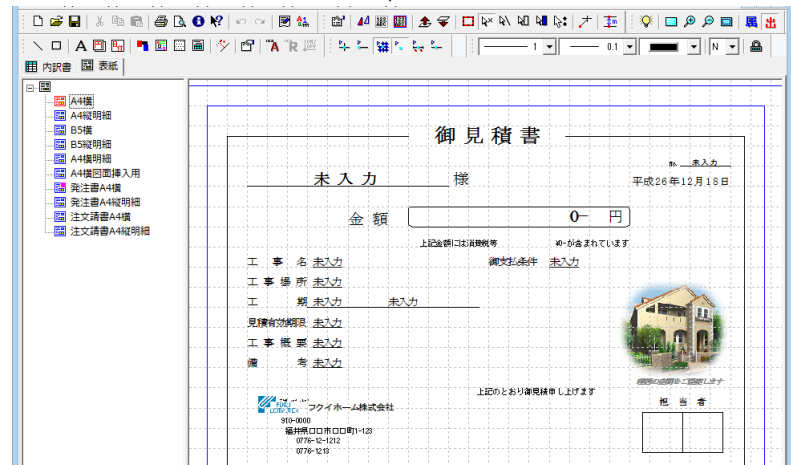 1
0.1
N
内訳書 表紙
A4横
A4縦明細
B5横
B5縦明細
A4横明細
A4横図面挿入用
発注書A4横
発注書A4縦明細
注文請書A4横
注文請書A4縦明細
御見積書
№ 未入力
未入力 様
平成26年12月18日
金額 0- 円
上記金額には消費税等 ¥0-が含まれています
工事名 未入力 御支払条件 未入力
工事場所 未入力
工期 未入力 未入力
見積有効期限 未入力
工事概要 未入力
備考 未入力
上記のとおり御見積申し上げます
担当者
フクイホーム株式会社
910-0000
福井県口口市口口町1-123
0776-12-1212
0776-1213